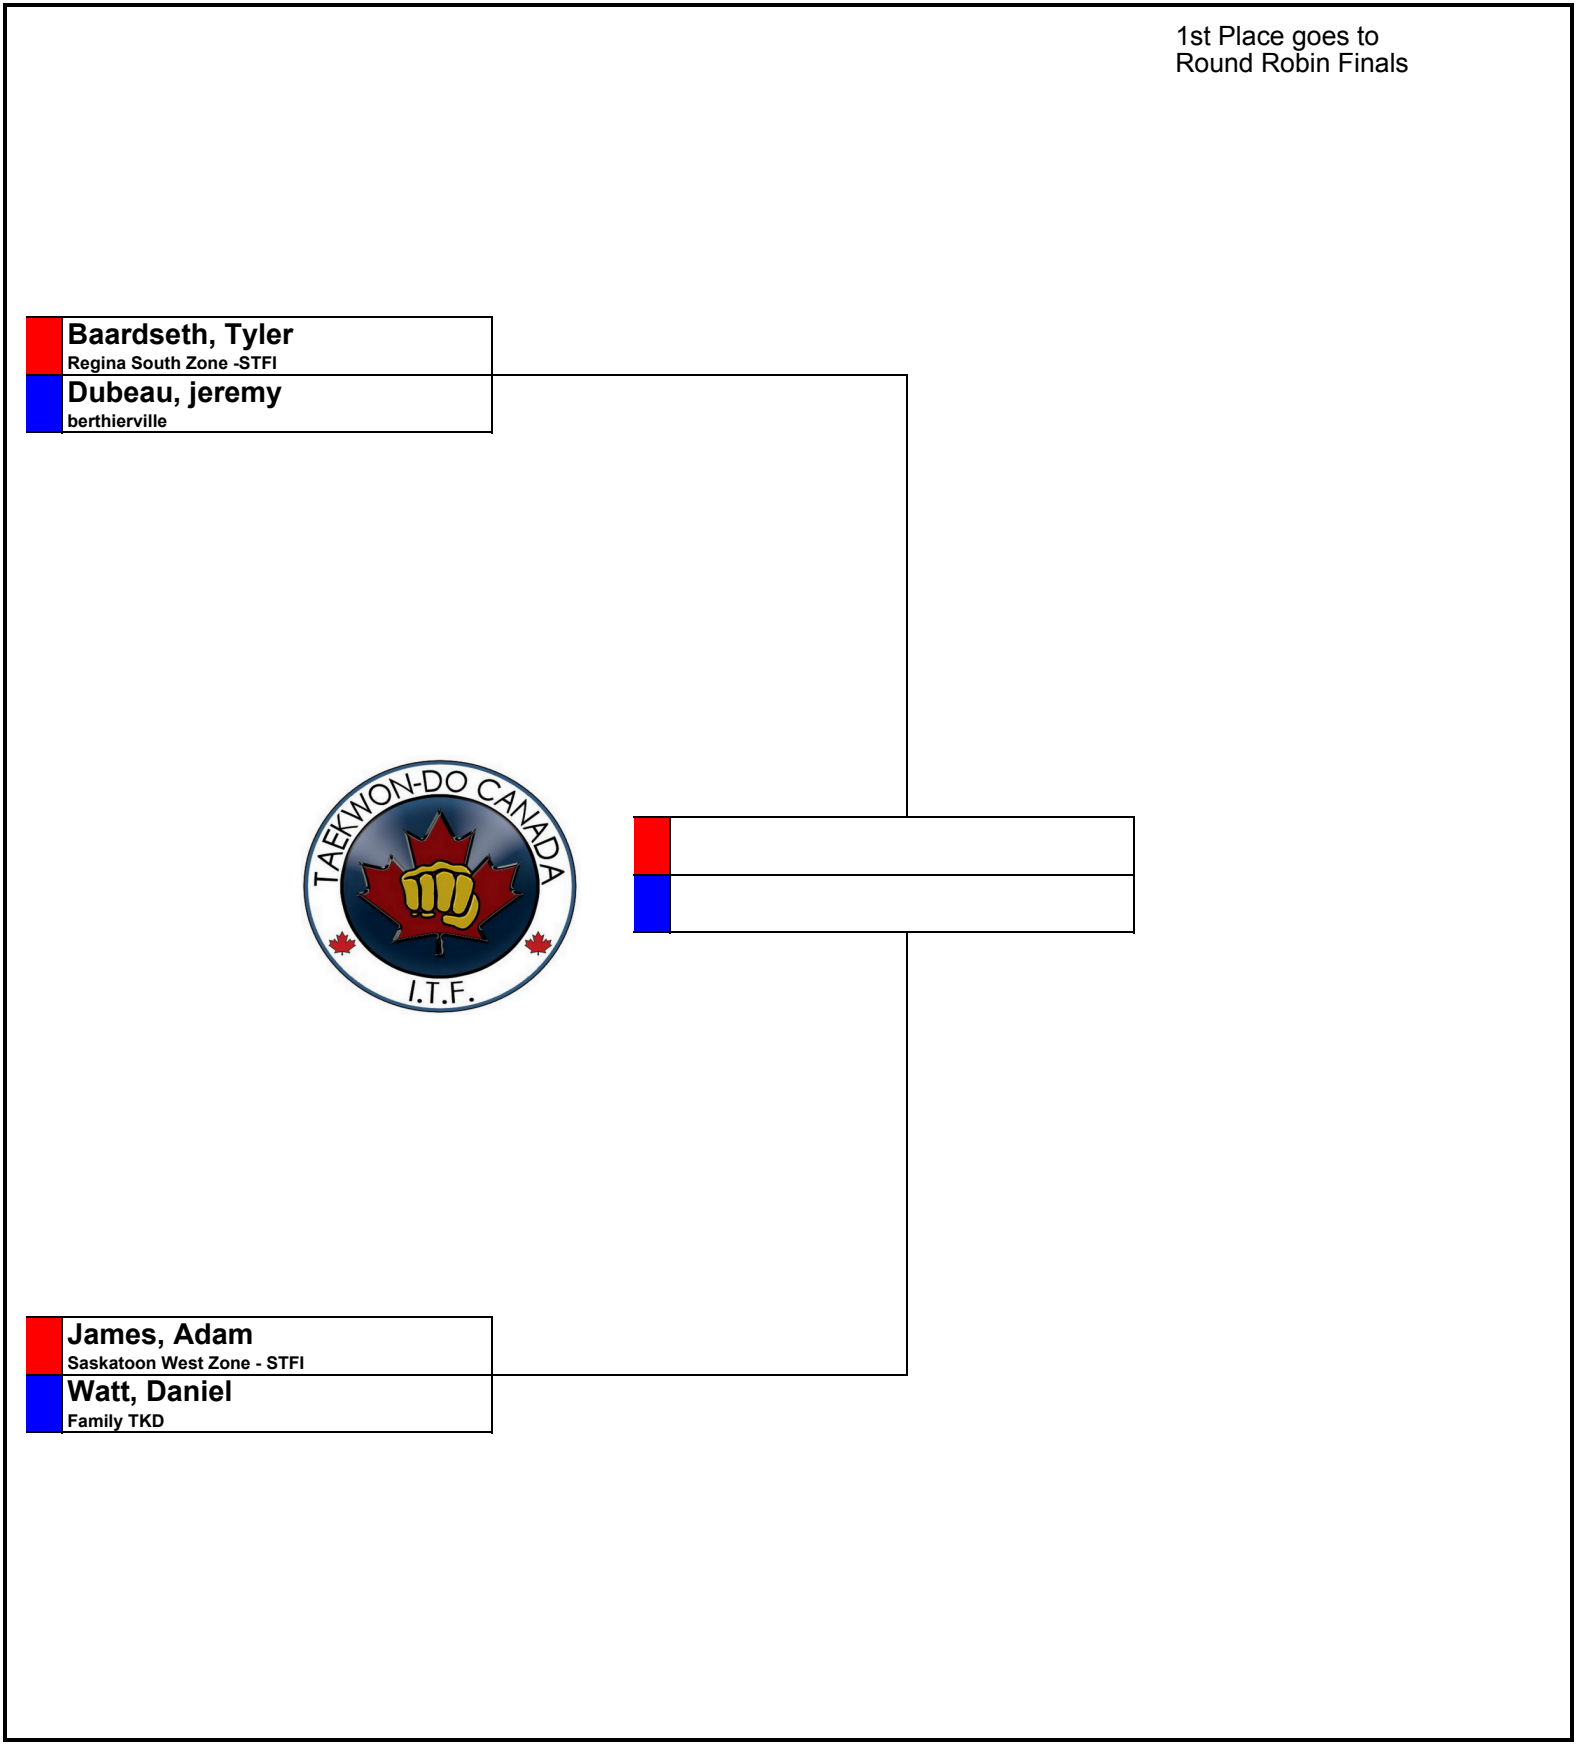 1st Place goes to
Round Robin Finals
Baardseth, Tyler
Regina South Zone -STFI
Dubeau, jeremy
berthierville
TAEKWON-DO CANADA
I.T.F.
James, Adam
Saskatoon West Zone - STFI
Watt, Daniel
Family TKD